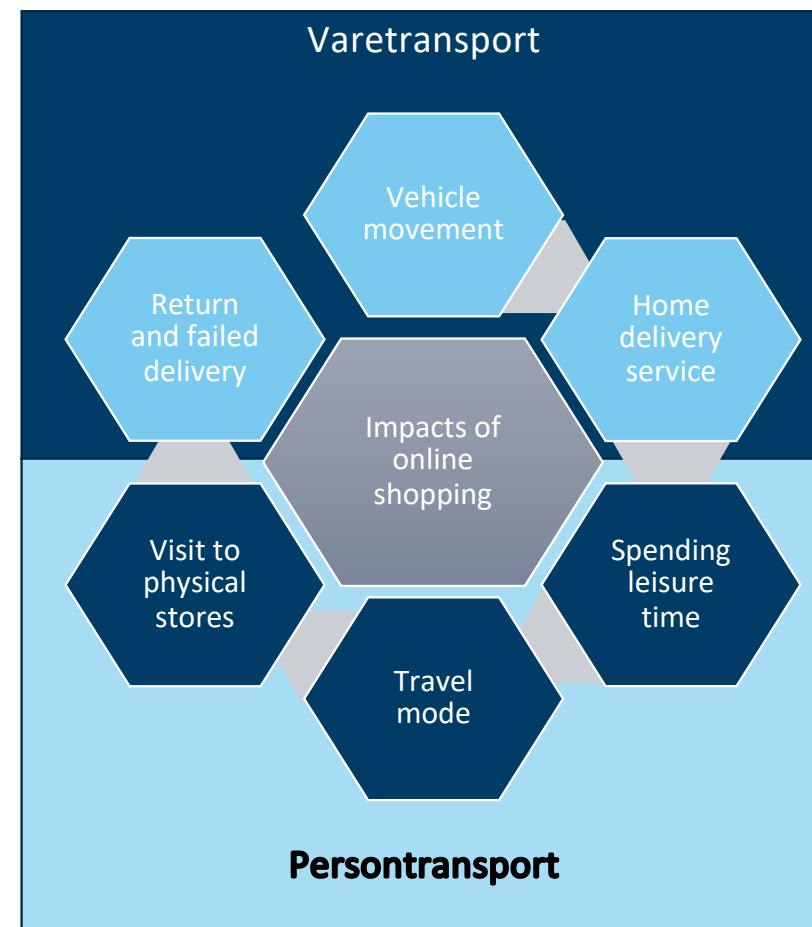 Varetransport
Vehicle
movement
Return
and failed
delivery
Home
delivery
service
Impacts of
online
shopping
Visit to
physical
stores
Spending
leisure
time
Travel
mode
Persontransport